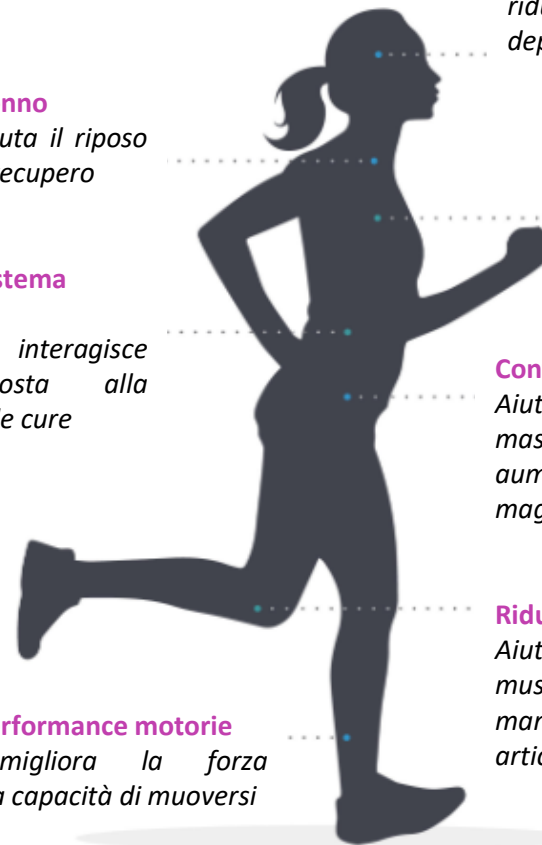 ridu
dep
nno
uta il riposo
ecupero
stema
interagisce
osta alla
e cure
Con
Aiut
mas
aum
mag
Ridu
Aiut
mus
mar
artic
rformance motorie
migliora la forza
a capacità di muoversi